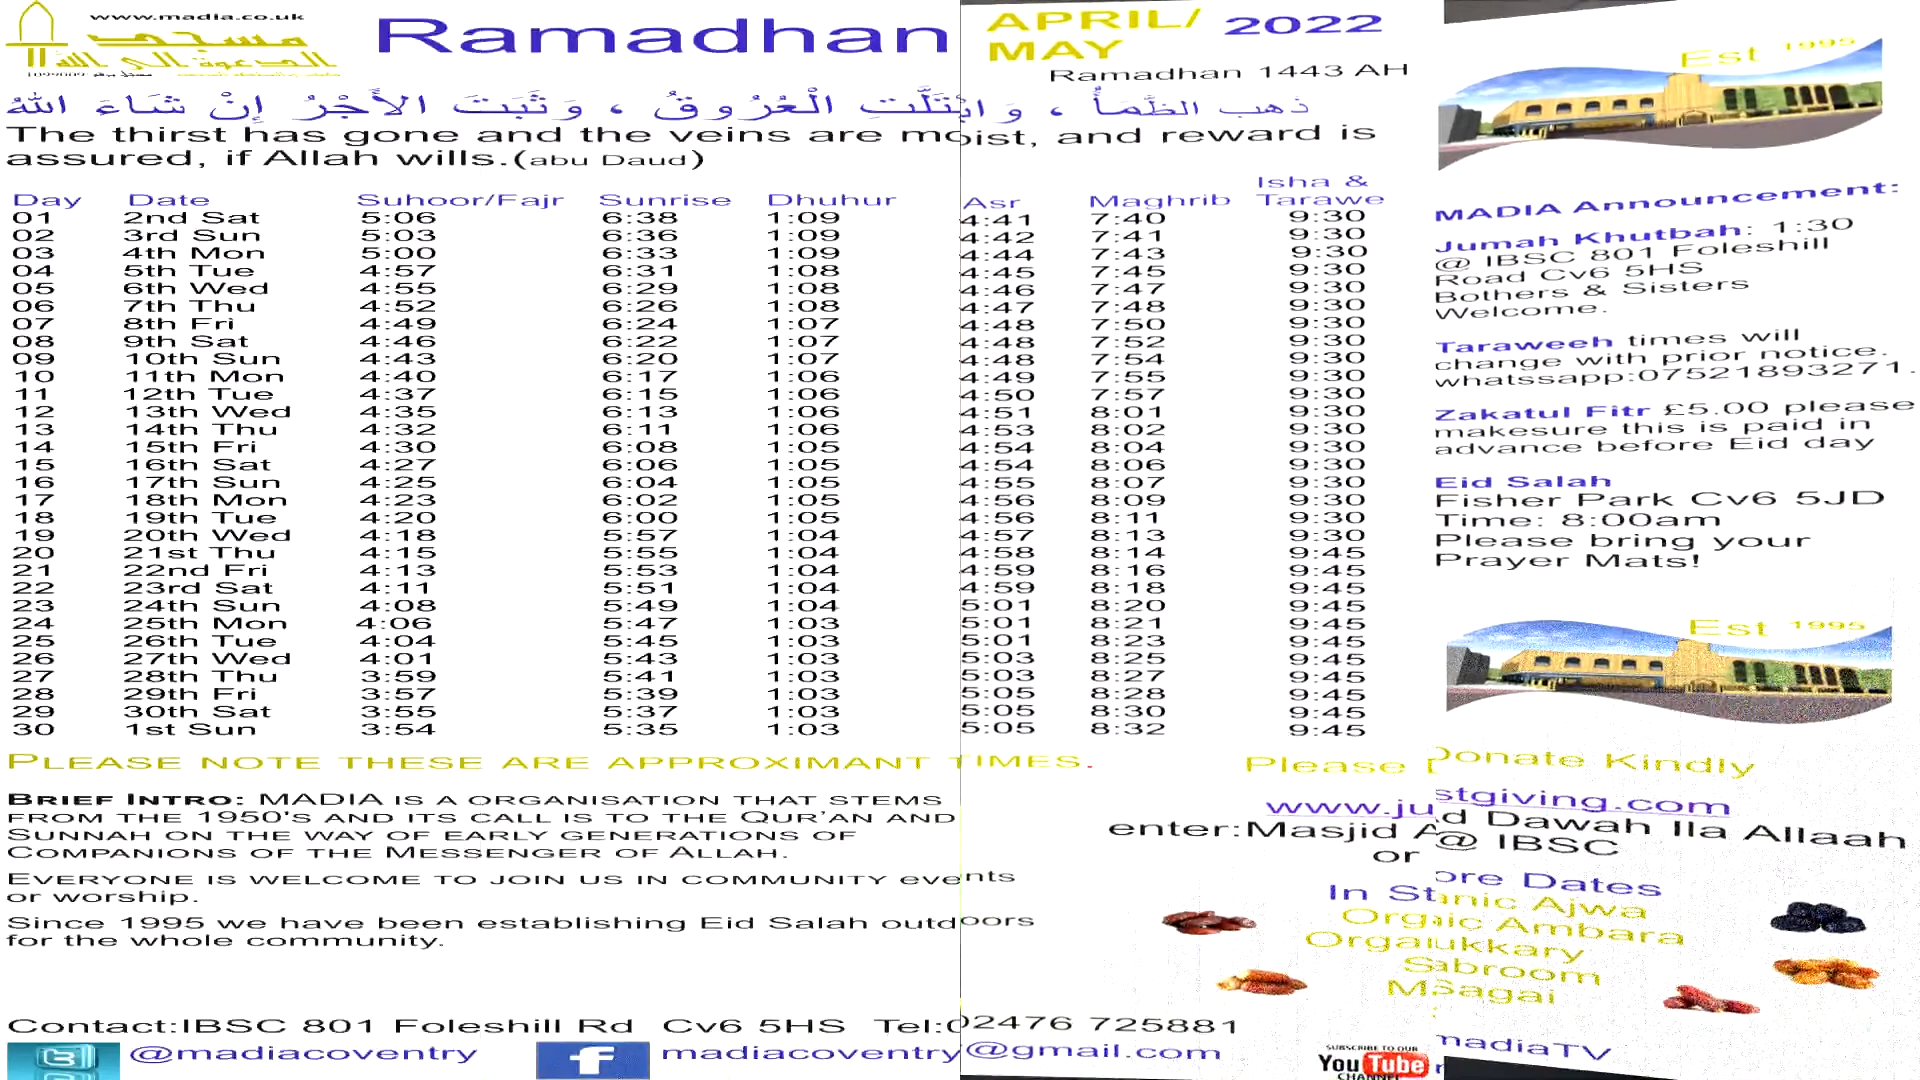 www.madia.co.uk
مسجد
الدعوة إلى الله
Ramadhan
APRIL/
MAY
2022
Ramadhan 1443 AH
ذهب الظَّمأُ ، وَ ابْتَلَّتِ الْعُرُوقُ ، وَ ثَبَتَ الأَجْرُ إِنْ شَاءَ اللهُ
The thirst has gone and the veins are moist, and reward is
assured, if Allah wills.(abu Daud)
Day Date Suhoor/Fajr Sunrise Dhuhur Asr Maghrib Isha & Tarawe
01 2nd Sat 5:06 6:38 1:09 4:41 7:40 9:30
02 3rd Sun 5:03 6:36 1:09 4:42 7:41 9:30
03 4th Mon 5:00 6:33 1:09 4:44 7:43 9:30
04 5th Tue 4:57 6:31 1:08 4:45 7:45 9:30
05 6th Wed 4:55 6:29 1:08 4:46 7:47 9:30
06 7th Thu 4:52 6:26 1:08 4:47 7:48 9:30
07 8th Fri 4:49 6:24 1:07 4:48 7:50 9:30
08 9th Sat 4:46 6:22 1:07 4:48 7:52 9:30
09 10th Sun 4:43 6:20 1:07 4:48 7:54 9:30
10 11th Mon 4:40 6:17 1:06 4:49 7:55 9:30
11 12th Tue 4:37 6:15 1:06 4:50 7:57 9:30
12 13th Wed 4:35 6:13 1:06 4:51 8:01 9:30
13 14th Thu 4:32 6:11 1:06 4:53 8:02 9:30
14 15th Fri 4:30 6:08 1:05 4:54 8:04 9:30
15 16th Sat 4:27 6:06 1:05 4:54 8:06 9:30
16 17th Sun 4:25 6:04 1:05 4:55 8:07 9:30
17 18th Mon 4:23 6:02 1:05 4:56 8:09 9:30
18 19th Tue 4:20 6:00 1:05 4:56 8:11 9:30
19 20th Wed 4:18 5:57 1:04 4:57 8:13 9:30
20 21st Thu 4:15 5:55 1:04 4:58 8:14 9:45
21 22nd Fri 4:13 5:53 1:04 4:59 8:16 9:45
22 23rd Sat 4:11 5:51 1:04 4:59 8:18 9:45
23 24th Sun 4:08 5:49 1:04 5:01 8:20 9:45
24 25th Mon 4:06 5:47 1:03 5:01 8:21 9:45
25 26th Tue 4:04 5:45 1:03 5:01 8:23 9:45
26 27th Wed 4:01 5:43 1:03 5:03 8:25 9:45
27 28th Thu 3:59 5:41 1:03 5:03 8:27 9:45
28 29th Fri 3:57 5:39 1:03 5:05 8:28 9:45
29 30th Sat 3:55 5:37 1:03 5:05 8:30 9:45
30 1st Sun 3:54 5:35 1:03 5:05 8:32 9:45
PLEASE NOTE THESE ARE APPROXIMANT TIMES.
BRIEF INTRO: MADIA IS A ORGANISATION THAT STEMS
FROM THE 1950'S AND ITS CALL IS TO THE QUR'AN AND
SUNNAH ON THE WAY OF EARLY GENERATIONS OF
COMPANIONS OF THE MESSENGER OF ALLAH.
EVERYONE IS WELCOME TO JOIN US IN COMMUNITY events
or worship.
Since 1995 we have been establishing Eid Salah outdoors
for the whole community.
Contact:IBSC 801 Foleshill Rd Cv6 5HS Tel:02476 725881
@madiacoventry
madiacoventry@gmail.com
Est 1995
MADIA Announcement:
Jumah Khutbah: 1:30
@ IBSC 801 Foleshill
Road Cv6 5HS
Bothers & Sisters
Welcome.
Taraweeh times will
change with prior notice.
whatssapp:07521893271.
Zakatul Fitr £5.00 please
makesure this is paid in
advance before Eid day
Eid Salah
Fisher Park Cv6 5JD
Time: 8:00am
Please bring your
Prayer Mats!
Est 1995
Please Donate Kindly
www.justgiving.com
enter:Masjid Ad Dawah Ila Allaah
or @ IBSC
In Store Dates
Organic Ajwa
Organic Ambara
Sukkary
Mabroom
Sagai
SUBSCRIBE TO OUR
YouTube
CHANNEL
madiaTV